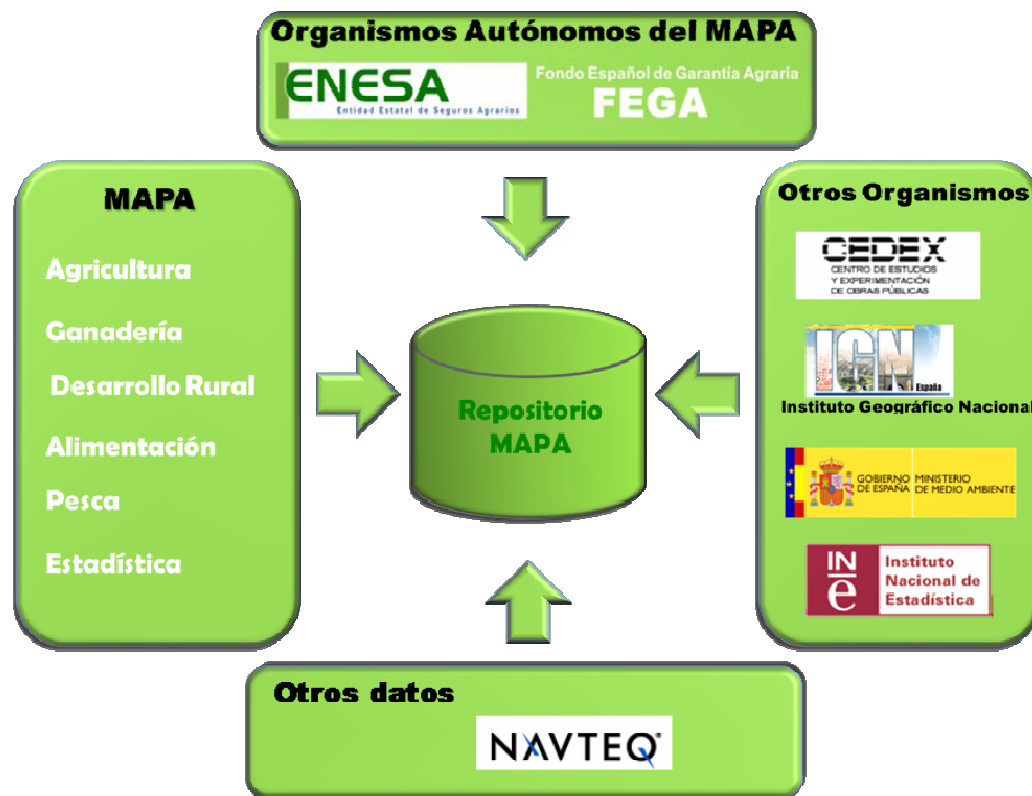 Organismos Autónomos del MAPA
ENESA
Entidad Estatal de Seguros Agrarios
Fondo Español de Garantía Agraria
FEGA
MAPA
Agricultura
Ganadería
Desarrollo Rural
Alimentación
Pesca
Estadística
Repositorio
MAPA
Otros Organismos
CEDEX
CENTRO DE ESTUDIOS
Y EXPERIMENTACIÓN
DE OBRAS PÚBLICAS
IGN
España
Instituto Geográfico Nacional
GOBIERNO
DE ESPAÑA
MINISTERIO
DE MEDIO AMBIENTE
INe
Instituto
Nacional de
Estadística
Otros datos
NAVTEQ